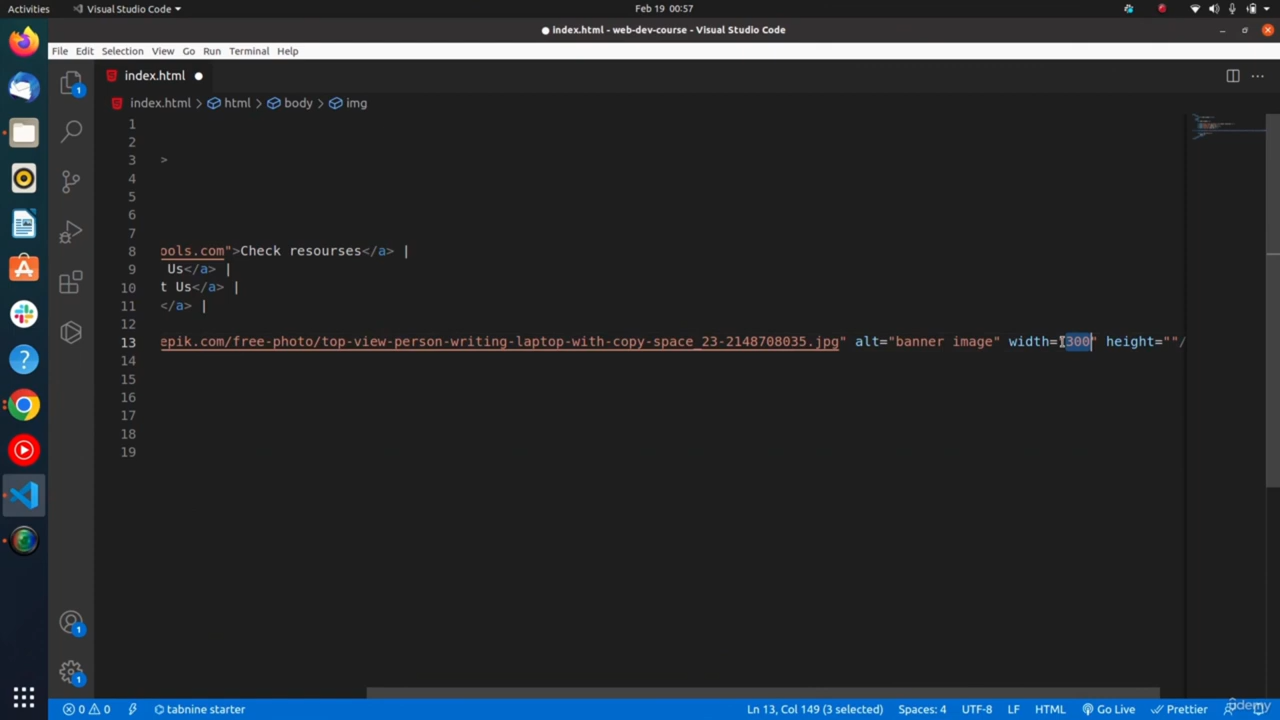 Activities
Visual Studio Code
Feb 19 00:57
index.html - web-dev-course - Visual Studio Code
File Edit Selection View Go Run Terminal Help
index.html
index.html > html > body > img
1
2
3 >
4
5
6
7
8 ools.com">Check resourses</a> |
9 Us</a> |
10 t Us</a> |
11 </a> |
12
13 epik.com/free-photo/top-view-person-writing-laptop-with-copy-space_23-2148708035.jpg" alt="banner image" width="300" height=""/
14
15
16
17
18
19
1
1
1
0 0 tabnine starter Ln 13, Col 149 (3 selected) Spaces: 4 UTF-8 LF HTML Go Live Prettier
udemy